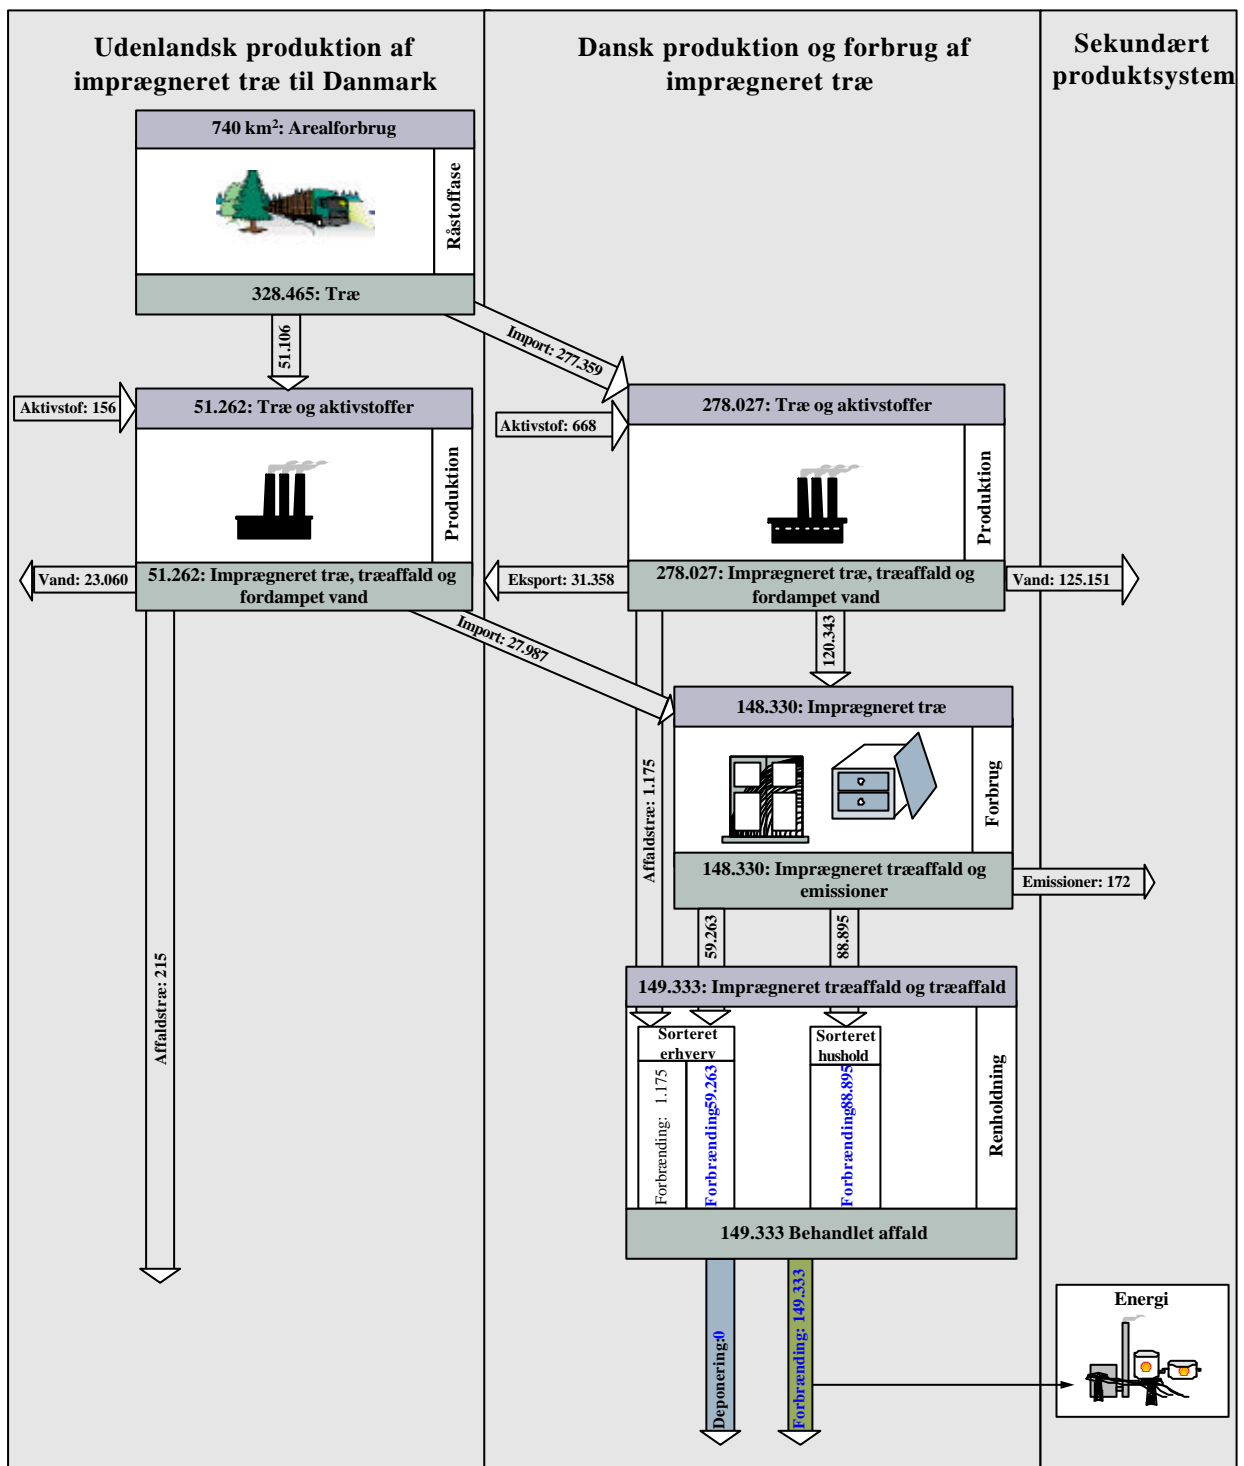 Udenlandsk produktion af
imprægneret træ til Danmark
Dansk produktion og forbrug af
imprægneret træ
Sekundært
produktsystem
740 km²: Arealforbrug
Råstoffase
328.465: Træ
51.106
Import: 277.359
Aktivstof: 156
51.262: Træ og aktivstoffer
Produktion
Vand: 23.060
51.262: Imprægneret træ, træaffald og
fordampet vand
Aktivstof: 668
278.027: Træ og aktivstoffer
Produktion
Eksport: 31.358
278.027: Imprægneret træ, træaffald og
fordampet vand
Vand: 125.151
Import: 27.987
120.343
Affaldstræ: 215
Affaldstræ: 1.175
148.330: Imprægneret træ
Forbrug
148.330: Imprægneret træaffald og
emissioner
Emissioner: 172
59.263
88.895
149.333: Imprægneret træaffald og træaffald
Renholdning
Sorteret
erhverv
Sorteret
hushold
Forbrænding: 1.175
Forbrænding59.263
Forbrænding88.895
149.333 Behandlet affald
Deponering:0
Forbrænding: 149.333
Energi